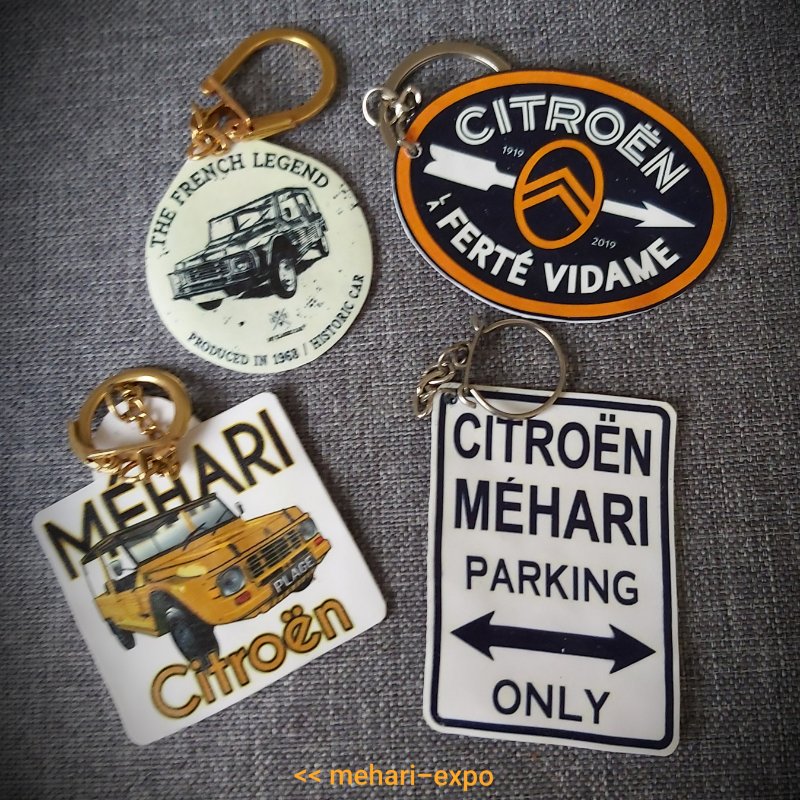 THE FRENCH LEGEND
PRODUCED IN 1968 / HISTORIC CAR
CITROËN
1919
2019
LA FERTÉ VIDAME
MÉHARI
PLAGE
Citroën
CITROËN
MÉHARI
PARKING
ONLY
<< mehari-expo